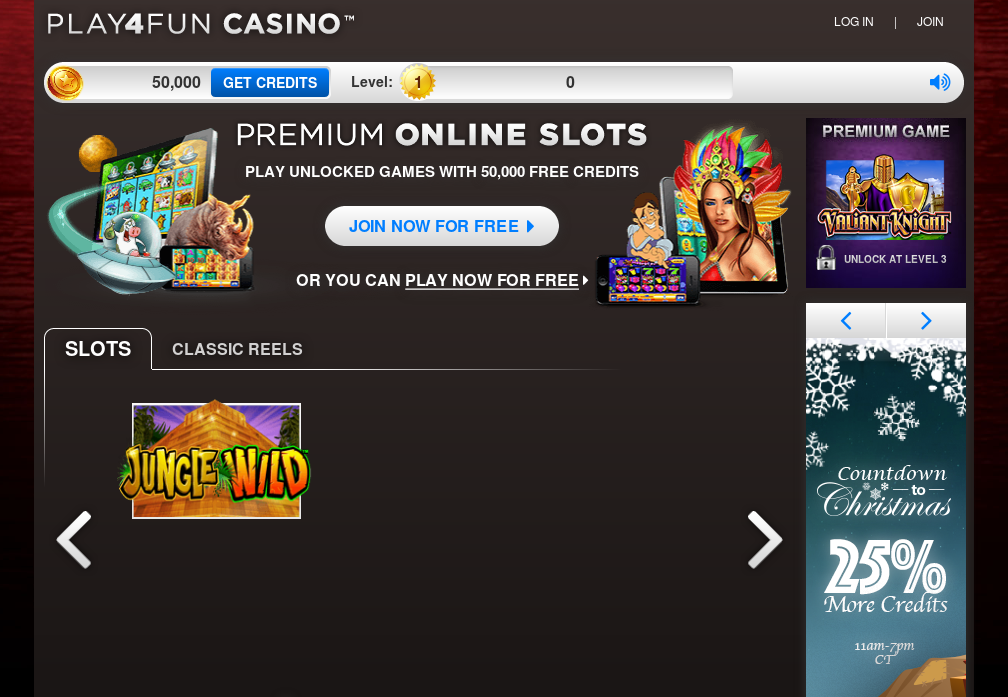 PLAY4FUN CASINO™
LOG IN | JOIN
50,000 GET CREDITS Level: 1 0
PREMIUM ONLINE SLOTS
PLAY UNLOCKED GAMES WITH 50,000 FREE CREDITS
JOIN NOW FOR FREE
OR YOU CAN PLAY NOW FOR FREE
PREMIUM GAME
VALIANT KNIGHT
UNLOCK AT LEVEL 3
SLOTS CLASSIC REELS
JUNGLE WILD™
Countdown
to
Christmas
25%
More Credits
11am-7pm
CT